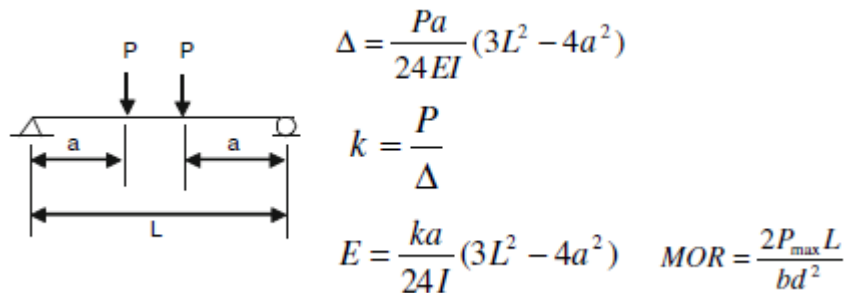 P P
a a
L
Δ = Pa/24EI (3L² − 4a²)
k = P/Δ
E = ka/24I (3L² − 4a²) MOR = 2P_max L/bd²